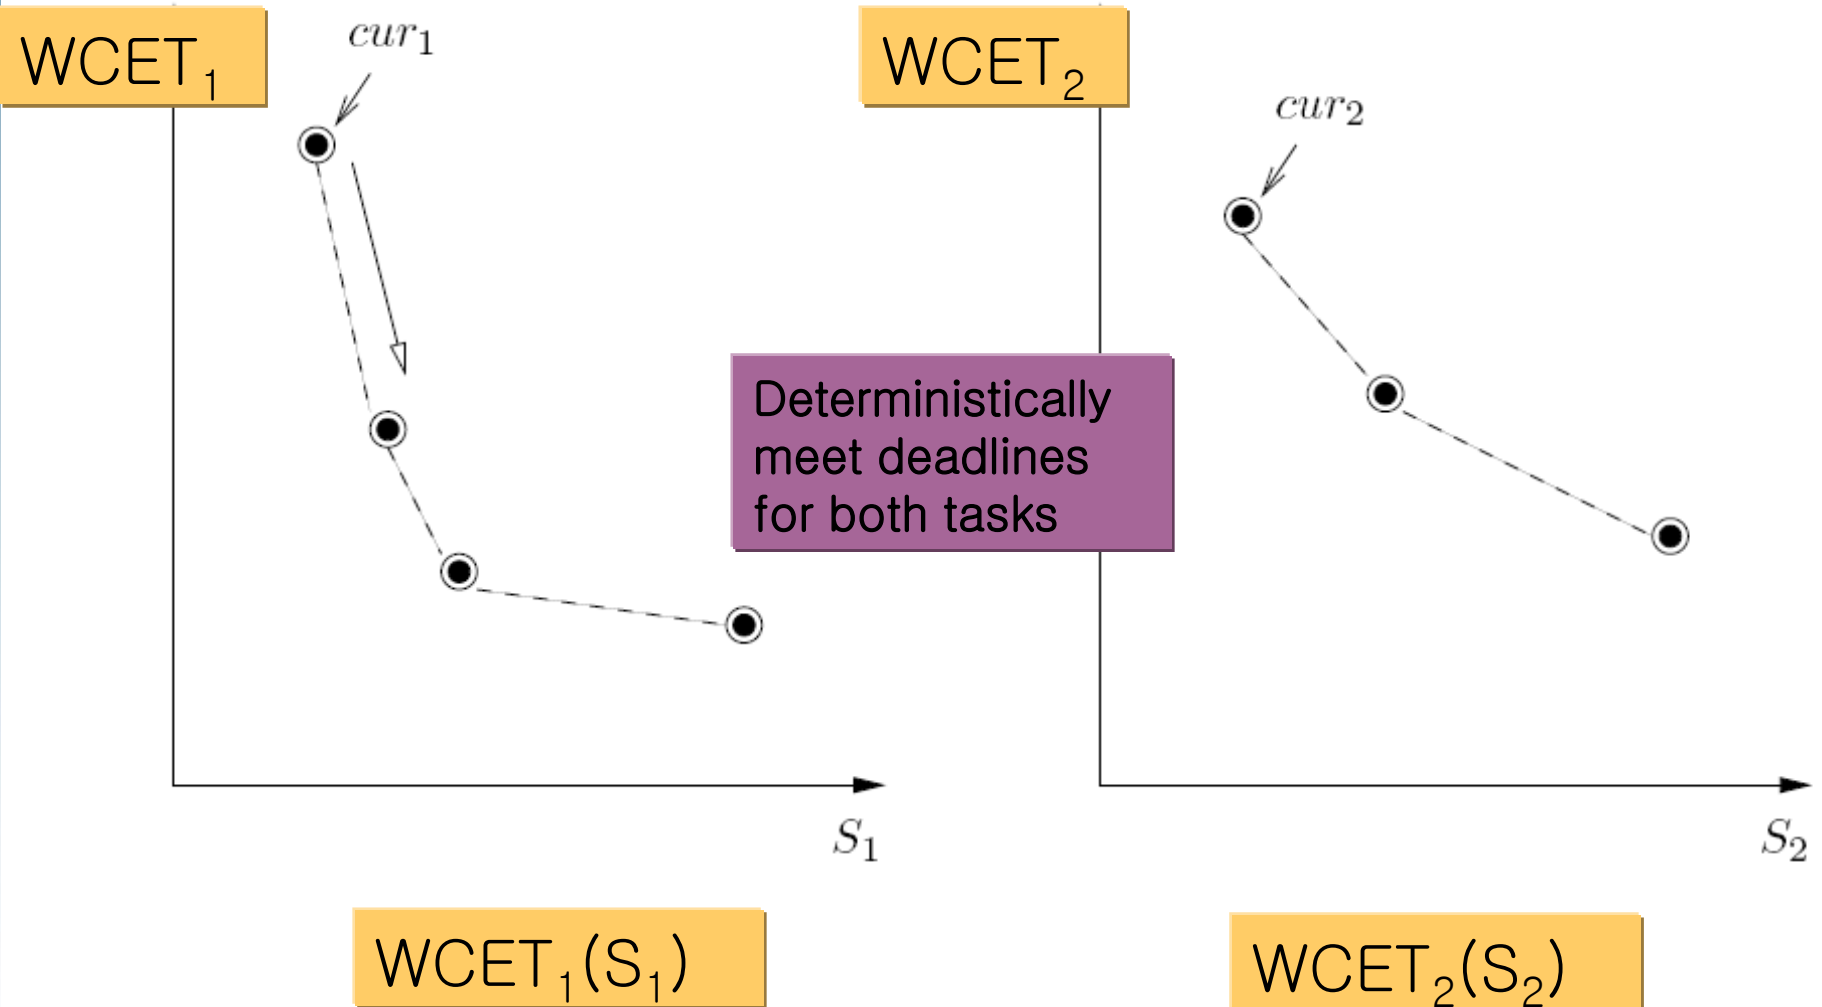 WCET1
cur1
WCET2
cur2
Deterministically
meet deadlines
for both tasks
S1
S2
WCET1(S1)
WCET2(S2)